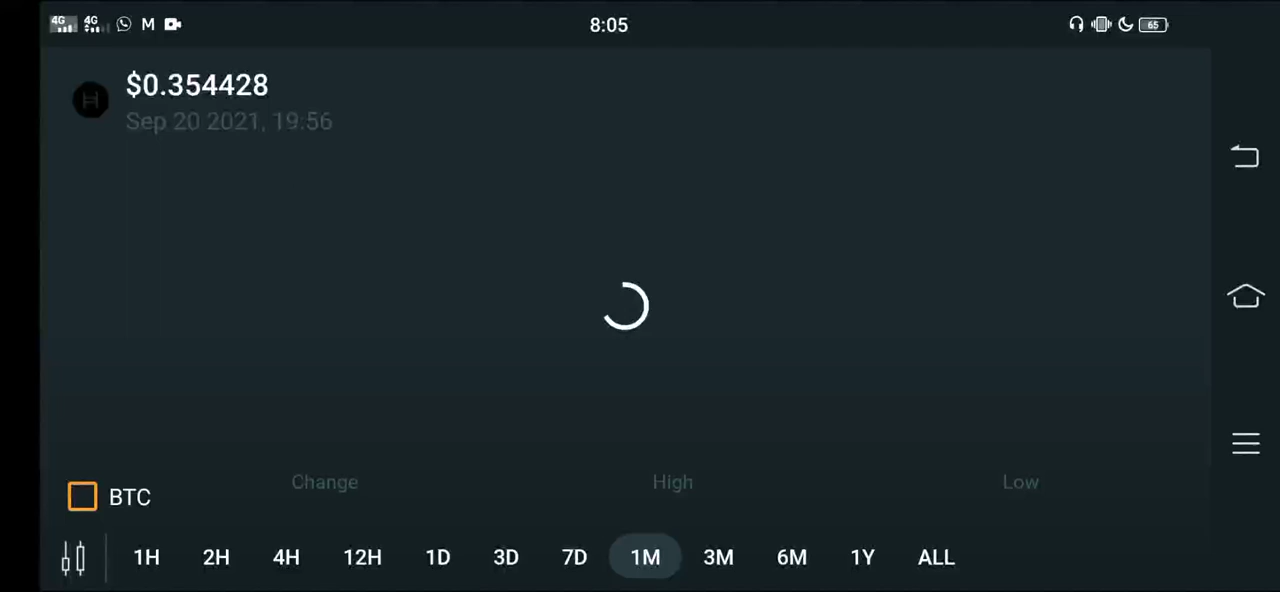 4G 4G M 8:05 65
$0.354428
Sep 20 2021, 19:56
Change High Low
BTC
1H 2H 4H 12H 1D 3D 7D 1M 3M 6M 1Y ALL